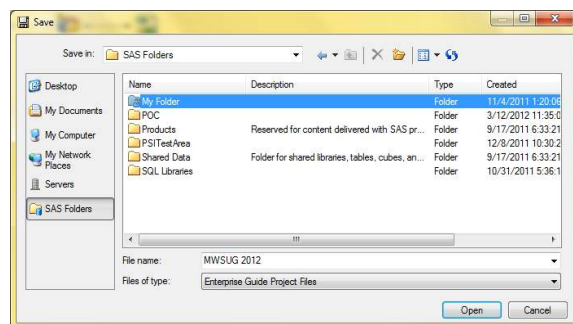 Save
Save in: SAS Folders
Desktop
My Documents
My Computer
My Network Places
Servers
SAS Folders
Name Description Type Created
My Folder Folder 11/4/2011 1:20:06
POC Folder 3/12/2012 11:35:0
Products Reserved for content delivered with SAS pr... Folder 9/17/2011 6:33:21
PSITestArea Folder 12/8/2011 10:30:2
Shared Data Folder for shared libraries, tables, cubes, an... Folder 9/17/2011 6:33:21
SQL Libraries Folder 10/31/2011 5:36:1
File name: MWSUG 2012
Files of type: Enterprise Guide Project Files
Open Cancel